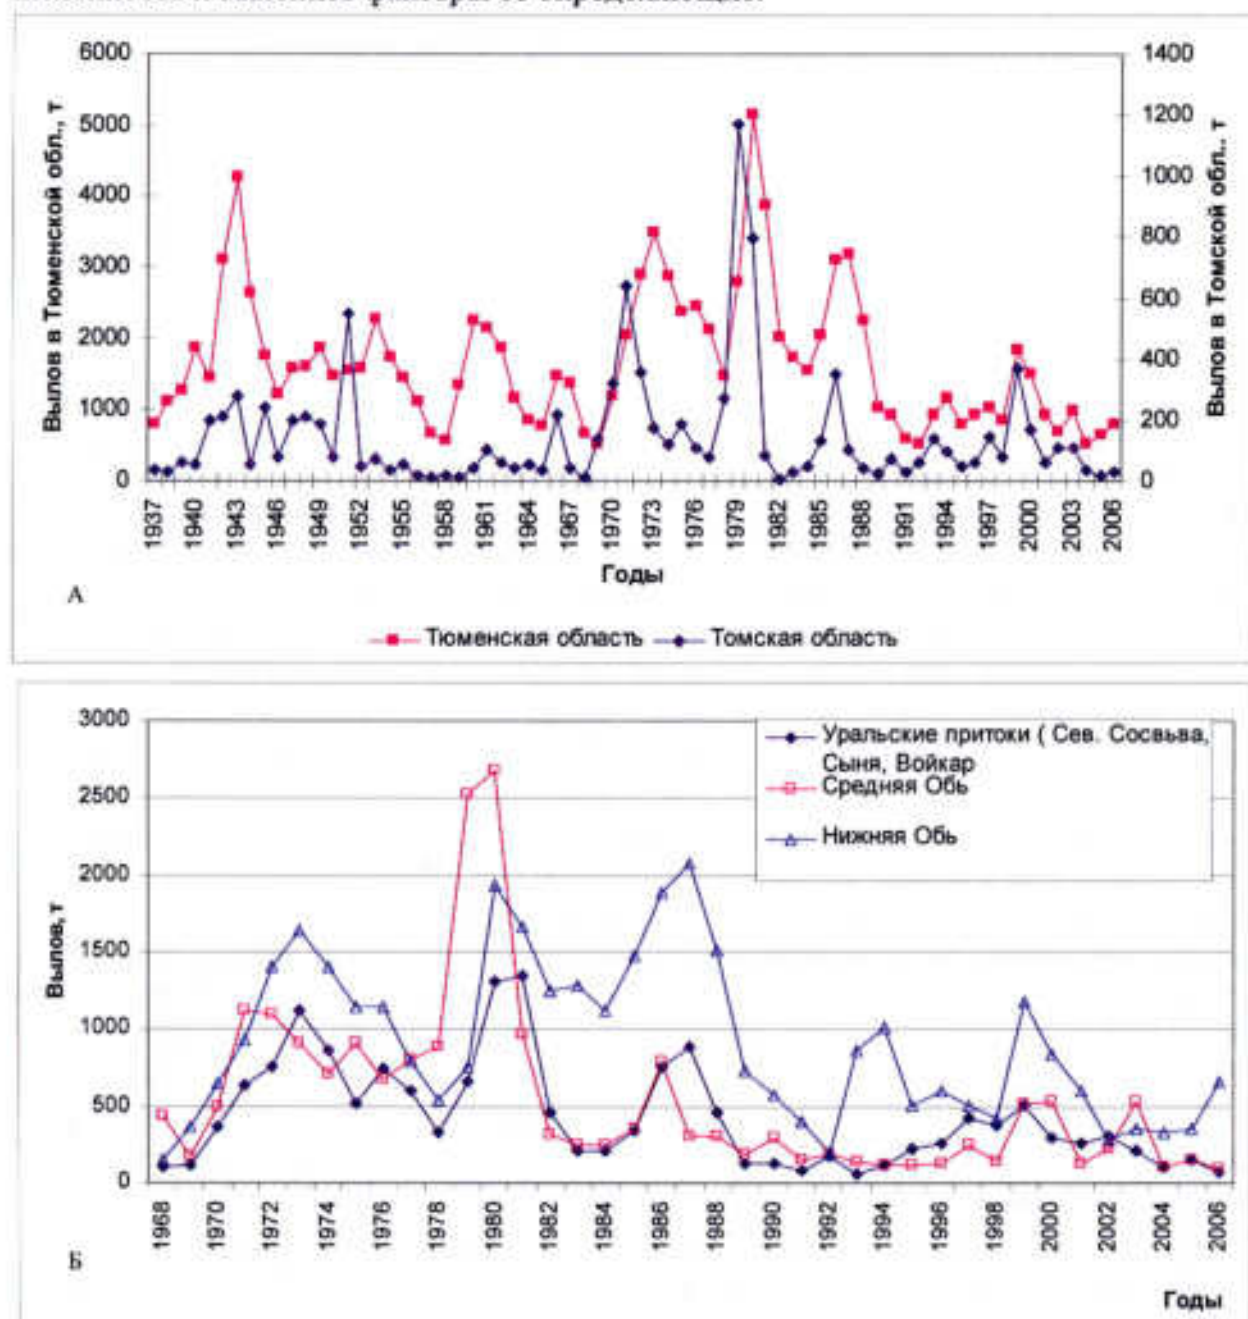 Вылов в Тюменской обл., т
6000
5000
4000
3000
2000
1000
0
1400
1200
1000
800
600
400
200
0
Вылов в Томской обл.. т
1937 1940 1943 1946 1949 1952 1955 1958 1961 1964 1967 1970 1973 1976 1979 1982 1985 1988 1991 1994 1997 2000 2003 2006
Годы
А
Тюменская область Томская область
Вылов, т
3000
2500
2000
1500
1000
500
0
Уральские притоки ( Сев. Сосвьва,
Сыня, Войкар
Средняя Обь
Нижняя Обь
1968 1970 1972 1974 1976 1978 1980 1982 1984 1986 1988 1990 1992 1994 1996 1998 2000 2002 2004 2006
Б
Годы